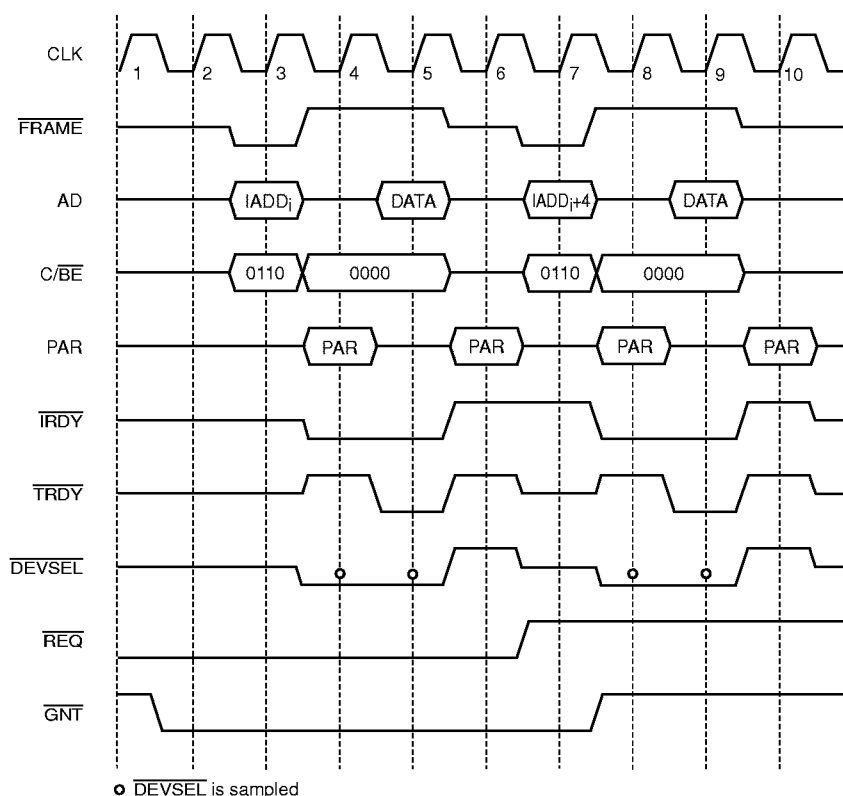 CLK
1 2 3 4 5 6 7 8 9 10
FRAME
AD
IADDi DATA IADDi+4 DATA
C/BE
0110 0000 0110 0000
PAR
PAR PAR PAR PAR
IRDY
TRDY
DEVSEL
REQ
GNT
DEVSEL is sampled